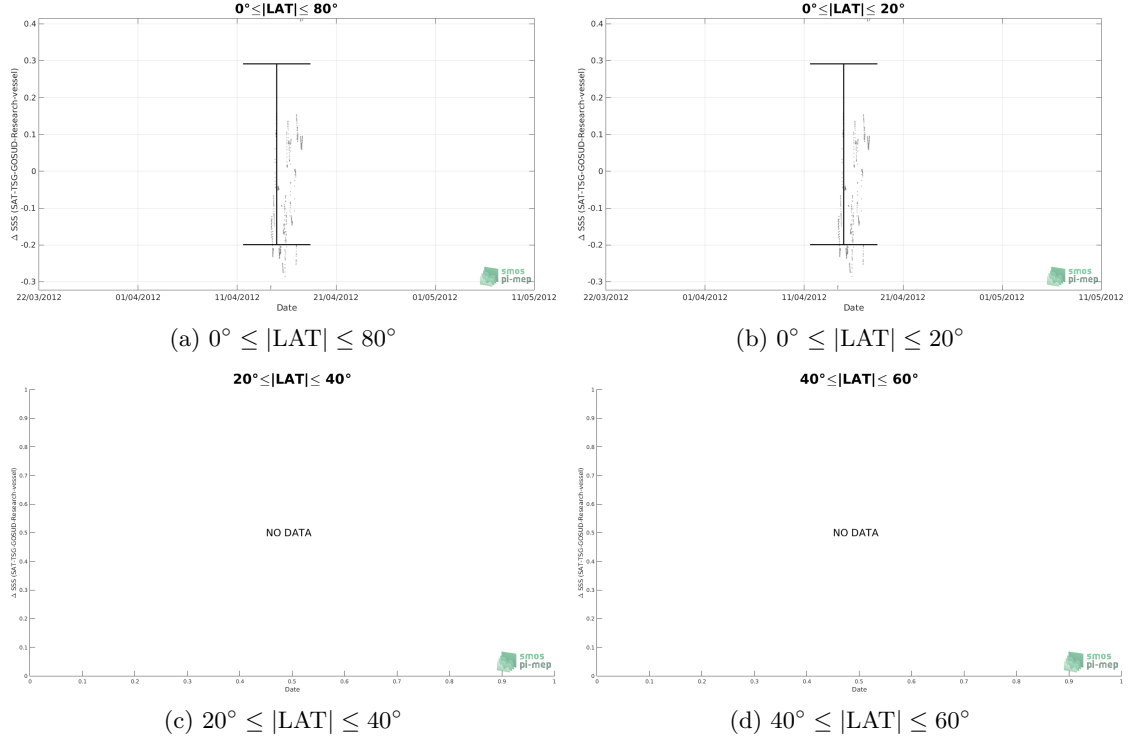 0°≤|LAT|≤ 80°
0.4
0.3
0.2
0.1
0
-0.1
-0.2
-0.3
Δ SSS (SAT-TSG-GOSUD-Research-vessel)
22/03/2012 01/04/2012 11/04/2012 21/04/2012 01/05/2012 11/05/2012
Date
smos
pi-mep
(a) 0° ≤ |LAT| ≤ 80°
0°≤|LAT|≤ 20°
0.4
0.3
0.2
0.1
0
-0.1
-0.2
-0.3
Δ SSS (SAT-TSG-GOSUD-Research-vessel)
22/03/2012 01/04/2012 11/04/2012 21/04/2012 01/05/2012 11/05/2012
Date
smos
pi-mep
(b) 0° ≤ |LAT| ≤ 20°
20°≤|LAT|≤ 40°
1
0.9
0.8
0.7
0.6
0.5
0.4
0.3
0.2
0.1
0
Δ SSS (SAT-TSG-GOSUD-Research-vessel)
NO DATA
0 0.1 0.2 0.3 0.4 0.5 0.6 0.7 0.8 0.9 1
Date
smos
pi-mep
(c) 20° ≤ |LAT| ≤ 40°
40°≤|LAT|≤ 60°
1
0.9
0.8
0.7
0.6
0.5
0.4
0.3
0.2
0.1
0
Δ SSS (SAT-TSG-GOSUD-Research-vessel)
NO DATA
0 0.1 0.2 0.3 0.4 0.5 0.6 0.7 0.8 0.9 1
Date
smos
pi-mep
(d) 40° ≤ |LAT| ≤ 60°